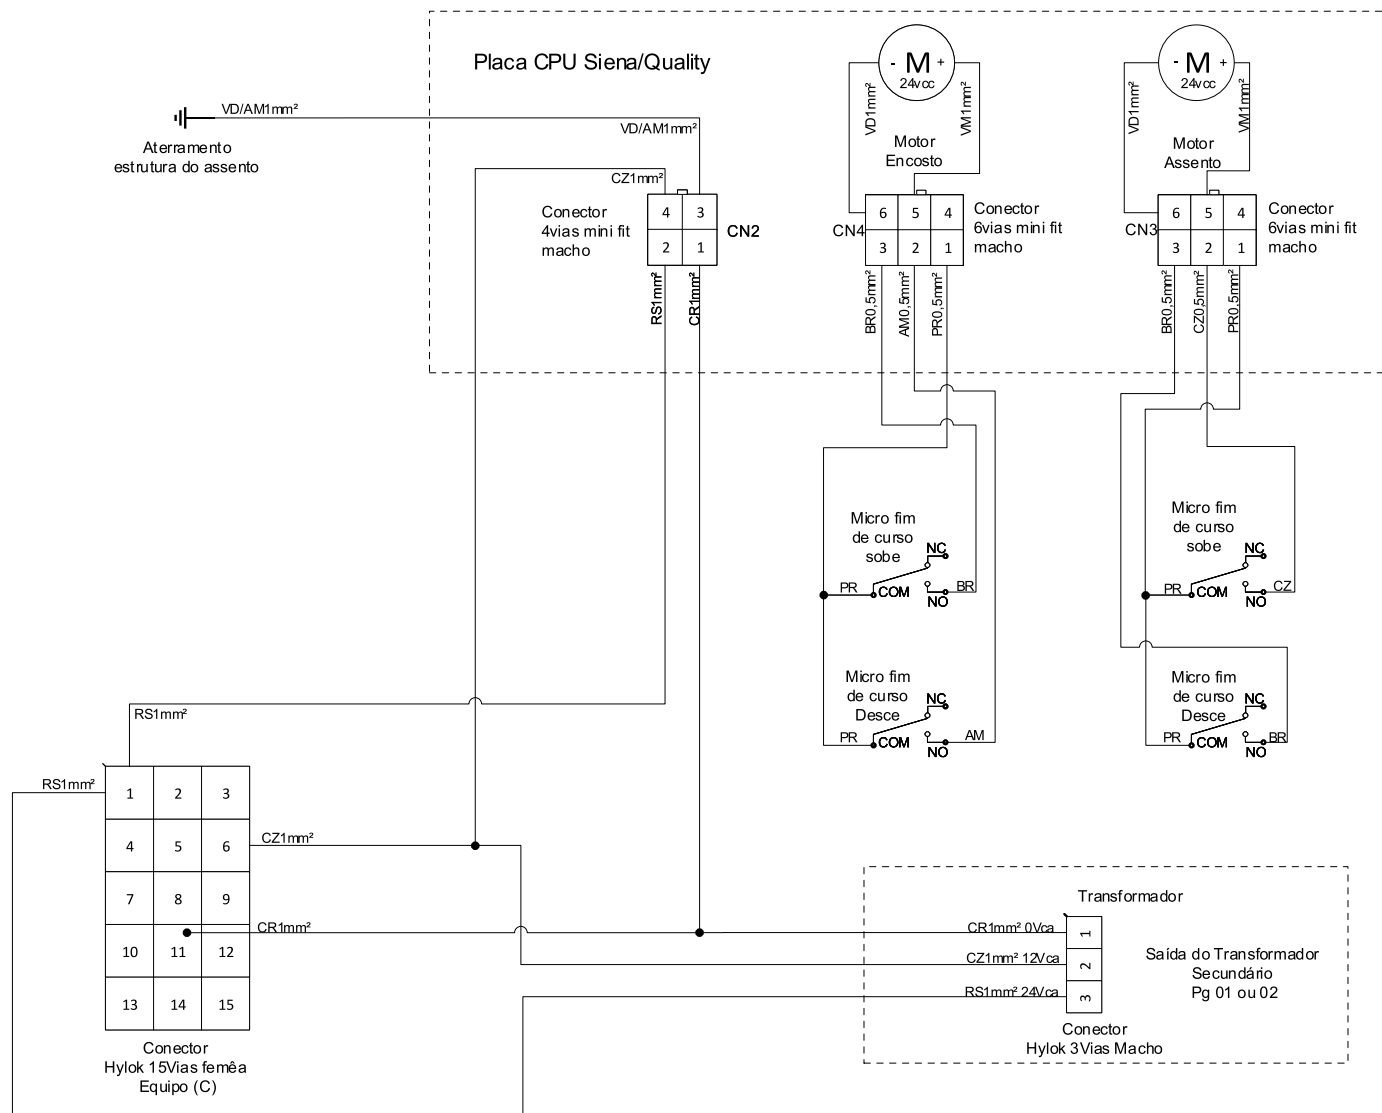 Placa CPU Siena/Quality
- M +
24vcc
VD1mm²
VM1mm²
Motor
Encosto
- M +
24vcc
VD1mm²
VM1mm²
Motor
Assento
VD/AM1mm²
VD/AM1mm²
Aterramento
estrutura do assento
CZ1mm²
Conector
4vias mini fit
macho
4 3
2 1
CN2
RS1mm²
CR1mm²
CN4
6 5 4
3 2 1
Conector
6vias mini fit
macho
BR0,5mm²
AM0,5mm²
PR0,5mm²
CN3
6 5 4
3 2 1
Conector
6vias mini fit
macho
BR0,5mm²
CZ0,5mm²
PR0,5mm²
Micro fim
de curso
sobe
NC
PR
COM
BR
NO
Micro fim
de curso
sobe
NC
PR
COM
CZ
NO
Micro fim
de curso
Desce
NC
PR
COM
AM
NO
Micro fim
de curso
Desce
NC
PR
COM
BR
NO
RS1mm²
RS1mm²
1 2 3
4 5 6
7 8 9
10 11 12
13 14 15
CZ1mm²
CR1mm²
Conector
Hylok 15Vias femêa
Equipo (C)
Transformador
CR1mm² 0Vca
1
CZ1mm² 12Vca
2
RS1mm² 24Vca
3
Saída do Transformador
Secundário
Pg 01 ou 02
Conector
Hylok 3Vias Macho